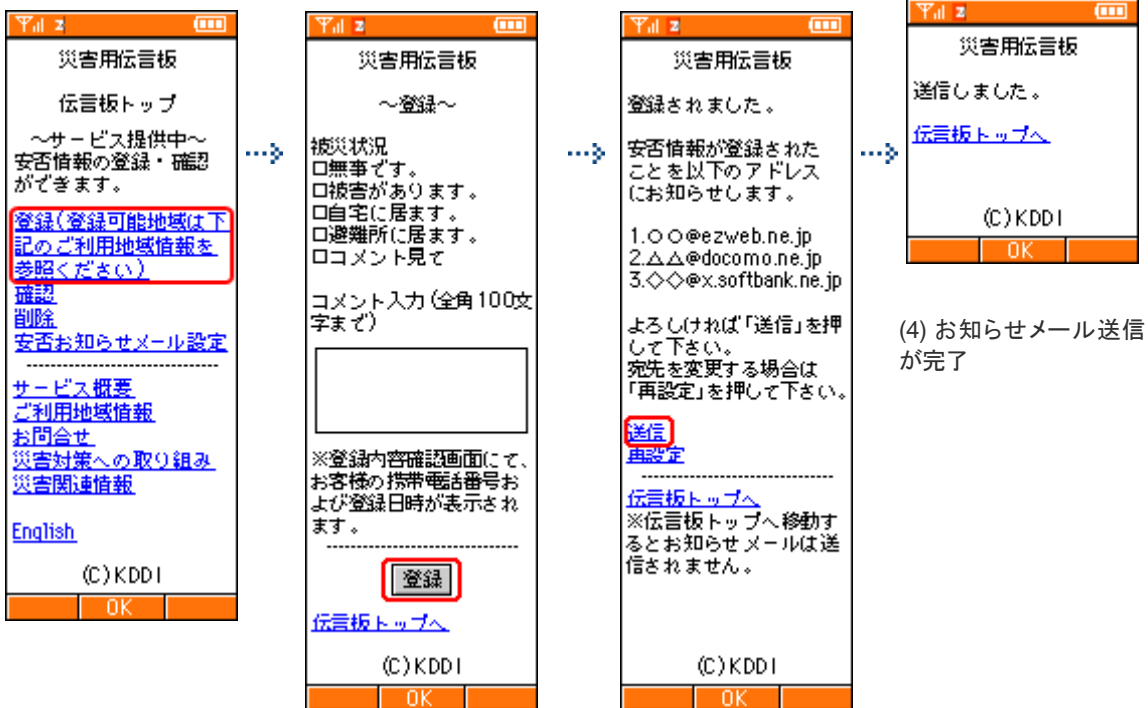 災害用伝言板
伝言板トップ
～サービス提供中～
安否情報の登録・確認
ができます。
登録(登録可能地域は下
記のご利用地域情報を
参照ください)
確認
削除
安否お知らせメール設定
サービス概要
ご利用地域情報
お問合せ
災害対策への取り組み
災害関連情報
English
(C)KDDI
OK
災害用伝言板
～登録～
被災状況
□無事です。
□被害があります。
□自宅に居ます。
□避難所に居ます。
□コメント見て
コメント入力(全角100文
字まで)
※登録内容確認画面にて、
お客様の携帯電話番号お
よび登録日時が表示され
ます。
登録
伝言板トップへ
(C)KDDI
OK
災害用伝言板
登録されました。
安否情報が登録された
ことを以下のアドレス
にお知らせします。
1.○○@ezweb.ne.jp
2.△△@docomo.ne.jp
3.◇◇@x.softbank.ne.jp
よろしければ「送信」を押
して下さい。
宛先を変更する場合は
「再設定」を押して下さい。
送信
再設定
伝言板トップへ
※伝言板トップへ移動す
るとお知らせメールは送
信されません。
(C)KDDI
OK
災害用伝言板
送信しました。
伝言板トップへ
(C)KDDI
OK
(4) お知らせメール送信
が完了